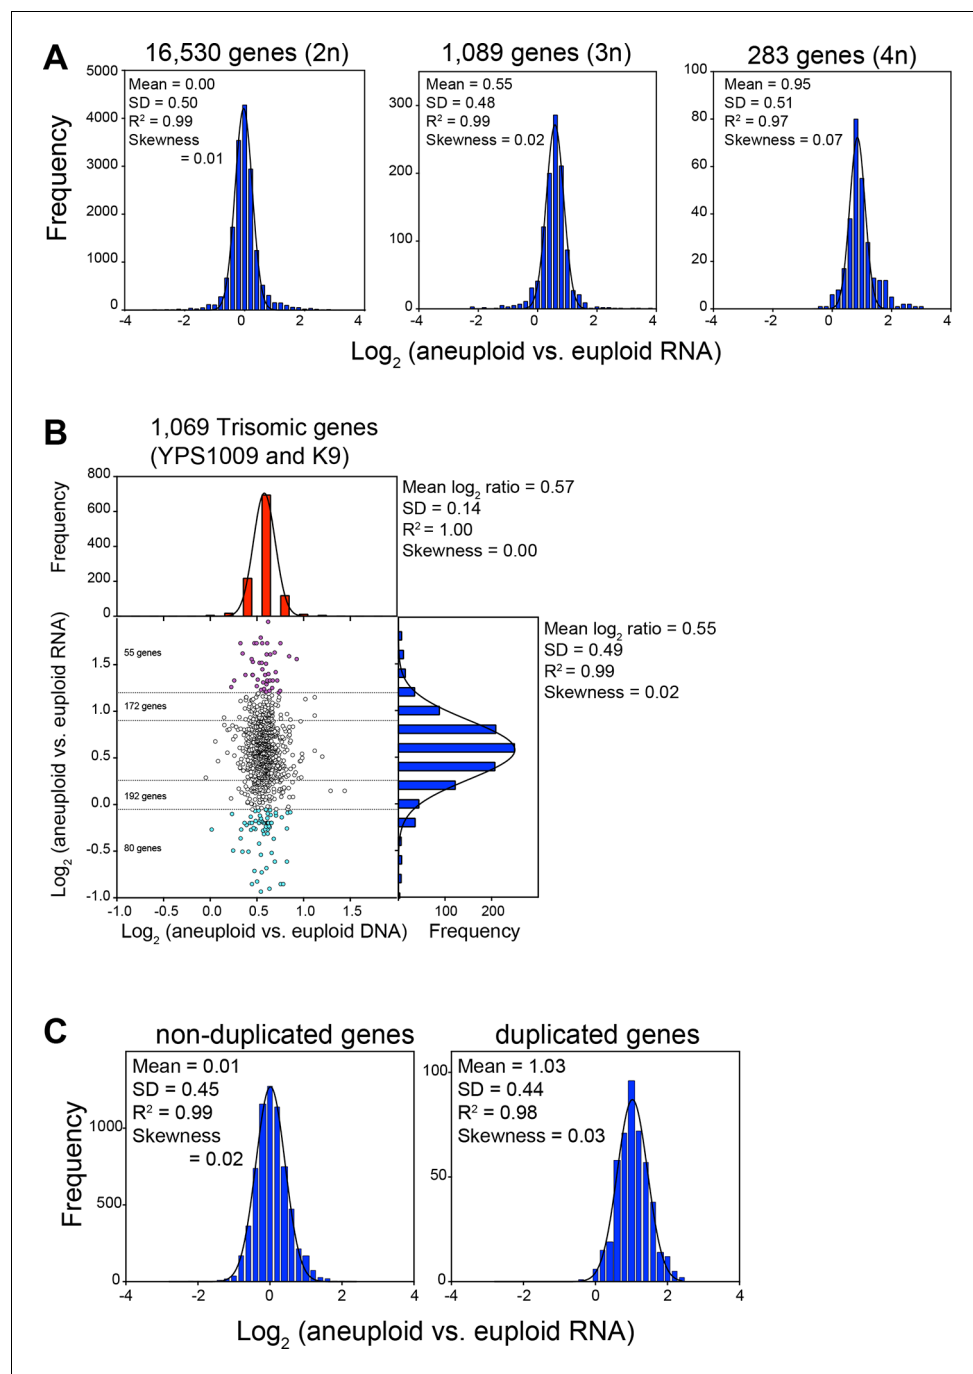 A
16,530 genes (2n)
1,089 genes (3n)
283 genes (4n)
Mean = 0.00
SD = 0.50
R² = 0.99
Skewness
= 0.01
Mean = 0.55
SD = 0.48
R² = 0.99
Skewness = 0.02
Mean = 0.95
SD = 0.51
R² = 0.97
Skewness = 0.07
Frequency
5000
4000
3000
2000
1000
0
-4 -2 0 2 4
300
200
100
0
-4 -2 0 2 4
100
80
60
40
20
0
-4 -2 0 2 4
Log₂ (aneuploid vs. euploid RNA)
B
1,069 Trisomic genes
(YPS1009 and K9)
Frequency
800
600
400
200
0
Mean log₂ ratio = 0.57
SD = 0.14
R² = 1.00
Skewness = 0.00
Log₂ (aneuploid vs. euploid RNA)
1.5
1.0
0.5
0.0
-0.5
-1.0
55 genes
172 genes
192 genes
80 genes
Mean log₂ ratio = 0.55
SD = 0.49
R² = 0.99
Skewness = 0.02
-1.0 -0.5 0.0 0.5 1.0 1.5
100 200
Log₂ (aneuploid vs. euploid DNA)
Frequency
C
non-duplicated genes
duplicated genes
Mean = 0.01
SD = 0.45
R² = 0.99
Skewness
= 0.02
Mean = 1.03
SD = 0.44
R² = 0.98
Skewness = 0.03
Frequency
1000
500
0
-4 -2 0 2 4
100
50
0
-2 0 2 4
Log₂ (aneuploid vs. euploid RNA)